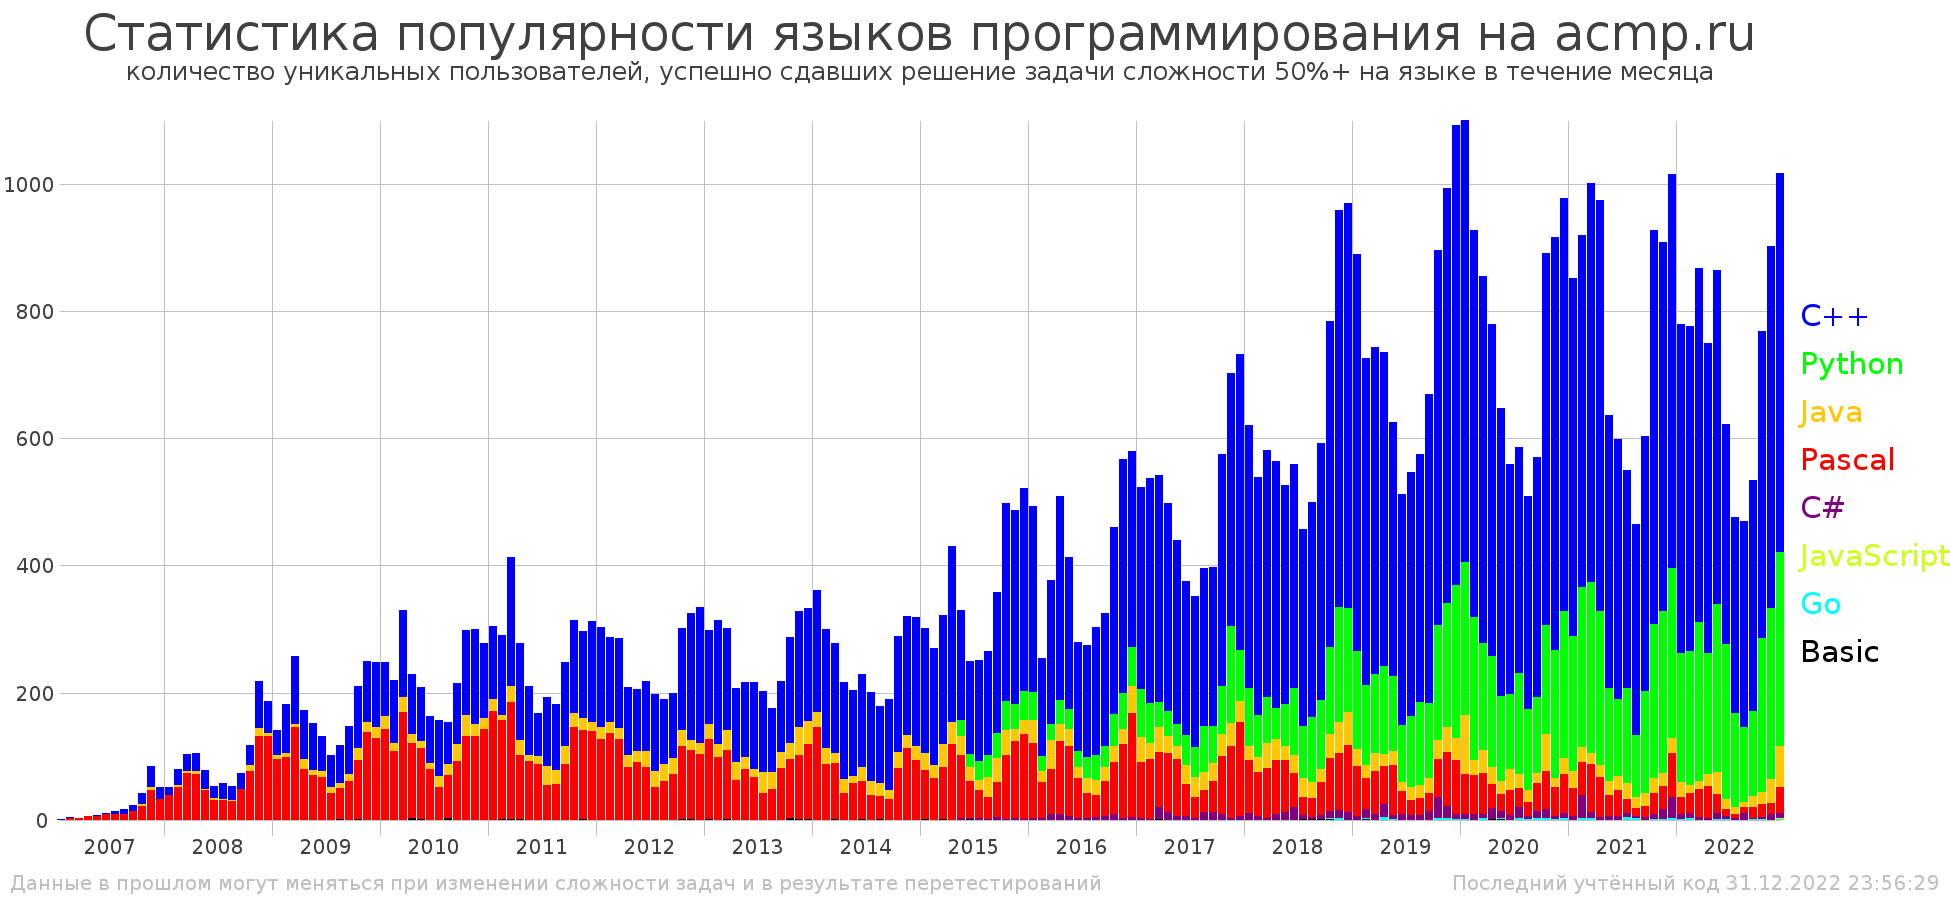 Статистика популярности языков программирования на acmp.ru
количество уникальных пользователей, успешно сдавших решение задачи сложности 50%+ на языке в течение месяца
1000
800
600
400
200
0
C++
Python
Java
Pascal
C#
JavaScript
Go
Basic
2007 2008 2009 2010 2011 2012 2013 2014 2015 2016 2017 2018 2019 2020 2021 2022
Данные в прошлом могут меняться при изменении сложности задач и в результате перетестирований
Последний учтённый код 31.12.2022 23:56:29